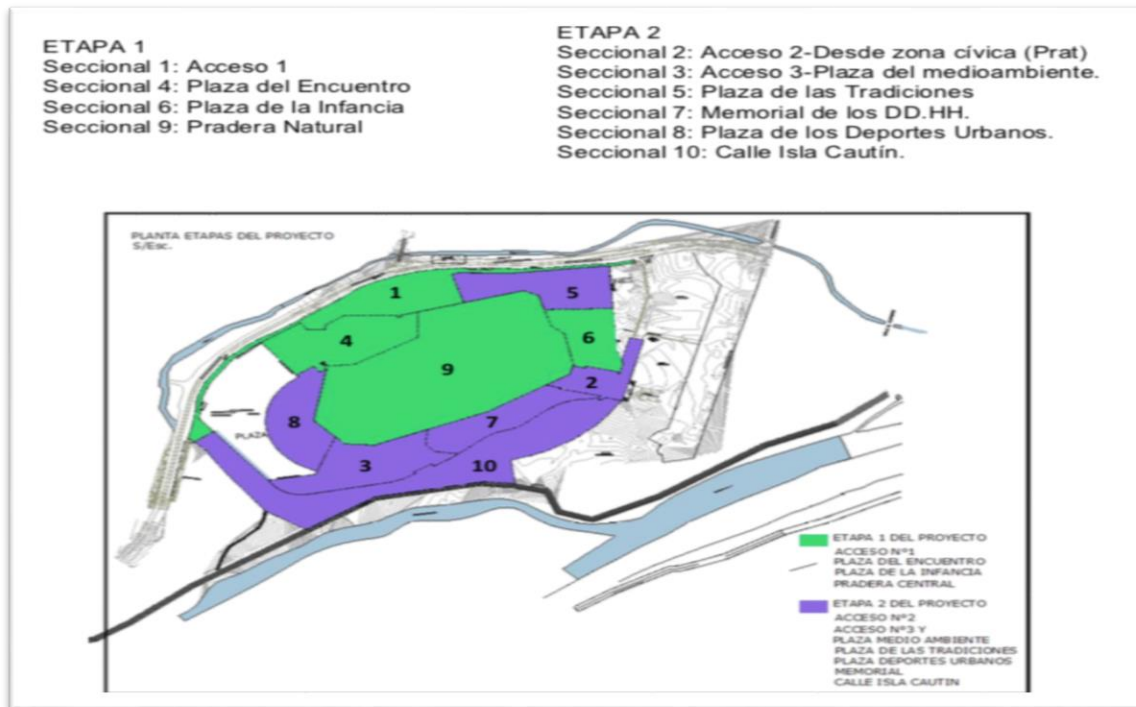 ETAPA 1
Seccional 1: Acceso 1
Seccional 4: Plaza del Encuentro
Seccional 6: Plaza de la Infancia
Seccional 9: Pradera Natural
ETAPA 2
Seccional 2: Acceso 2-Desde zona cívica (Prat)
Seccional 3: Acceso 3-Plaza del medioambiente.
Seccional 5: Plaza de las Tradiciones
Seccional 7: Memorial de los DD.HH.
Seccional 8: Plaza de los Deportes Urbanos.
Seccional 10: Calle Isla Cautín.
PLANTA ETAPAS DEL PROYECTO
S/Esc.
1
5
4
6
9
2
8
7
PLAZA
3
10
ETAPA 1 DEL PROYECTO
ACCESO Nº1
PLAZA DEL ENCUENTRO
PLAZA DE LA INFANCIA
PRADERA CENTRAL
ETAPA 2 DEL PROYECTO
ACCESO Nº2
ACCESO Nº3 Y
PLAZA MEDIO AMBIENTE
PLAZA DE LAS TRADICIONES
PLAZA DEPORTES URBANOS
MEMORIAL
CALLE ISLA CAUTIN